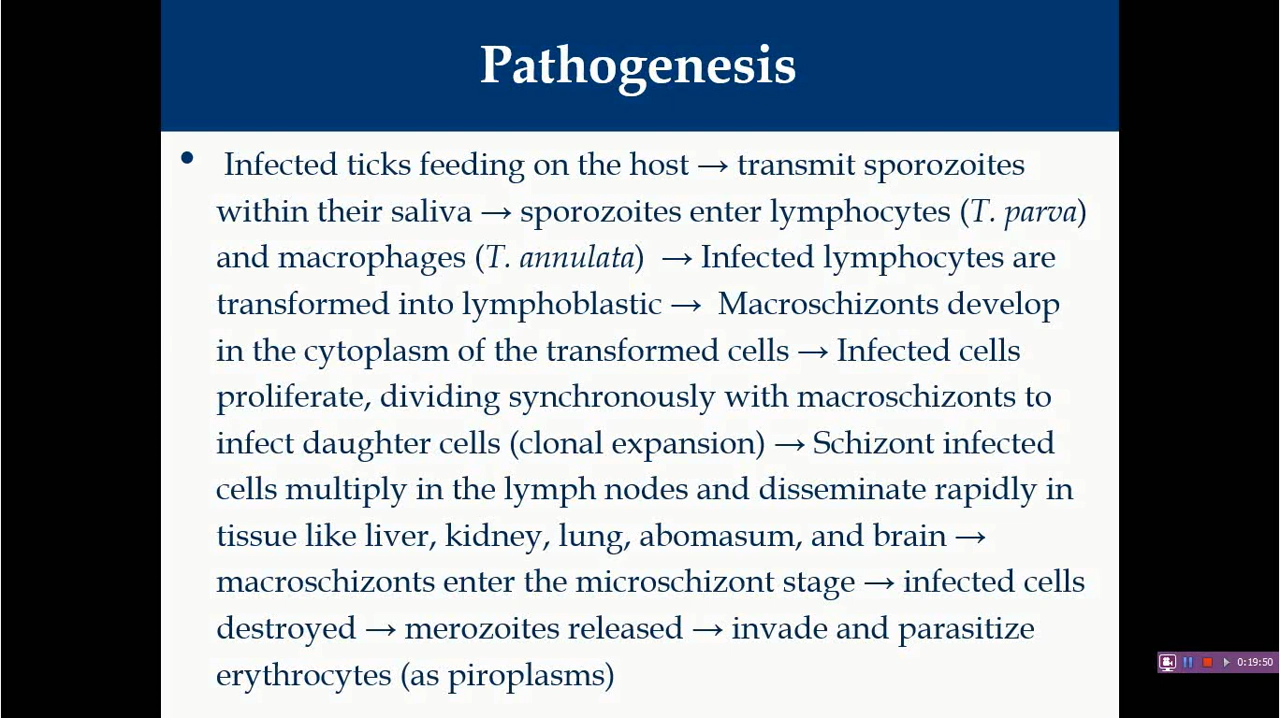 Pathogenesis
• Infected ticks feeding on the host → transmit sporozoites
within their saliva → sporozoites enter lymphocytes (T. parva)
and macrophages (T. annulata) → Infected lymphocytes are
transformed into lymphoblastic → Macroschizonts develop
in the cytoplasm of the transformed cells → Infected cells
proliferate, dividing synchronously with macroschizonts to
infect daughter cells (clonal expansion) → Schizont infected
cells multiply in the lymph nodes and disseminate rapidly in
tissue like liver, kidney, lung, abomasum, and brain →
macroschizonts enter the microschizont stage → infected cells
destroyed → merozoites released → invade and parasitize
erythrocytes (as piroplasms)
0:19:50